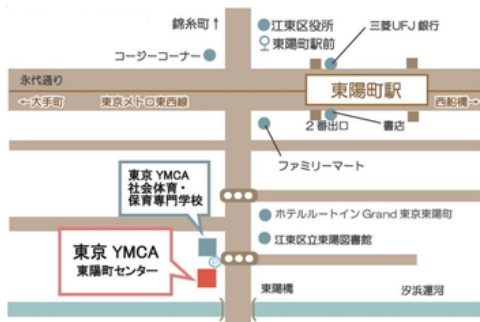 錦糸町↑
江東区役所
東陽町駅前
三菱UFJ銀行
コージーコーナー
永代通り
東陽町駅
←大手町
東京メトロ東西線
西船橋→
2番出口
書店
ファミリーマート
東京YMCA
社会体育・
保育専門学校
ホテルルートイン Grand 東京東陽町
江東区立東陽図書館
東京 YMCA
東陽町センター
東陽橋
汐浜運河